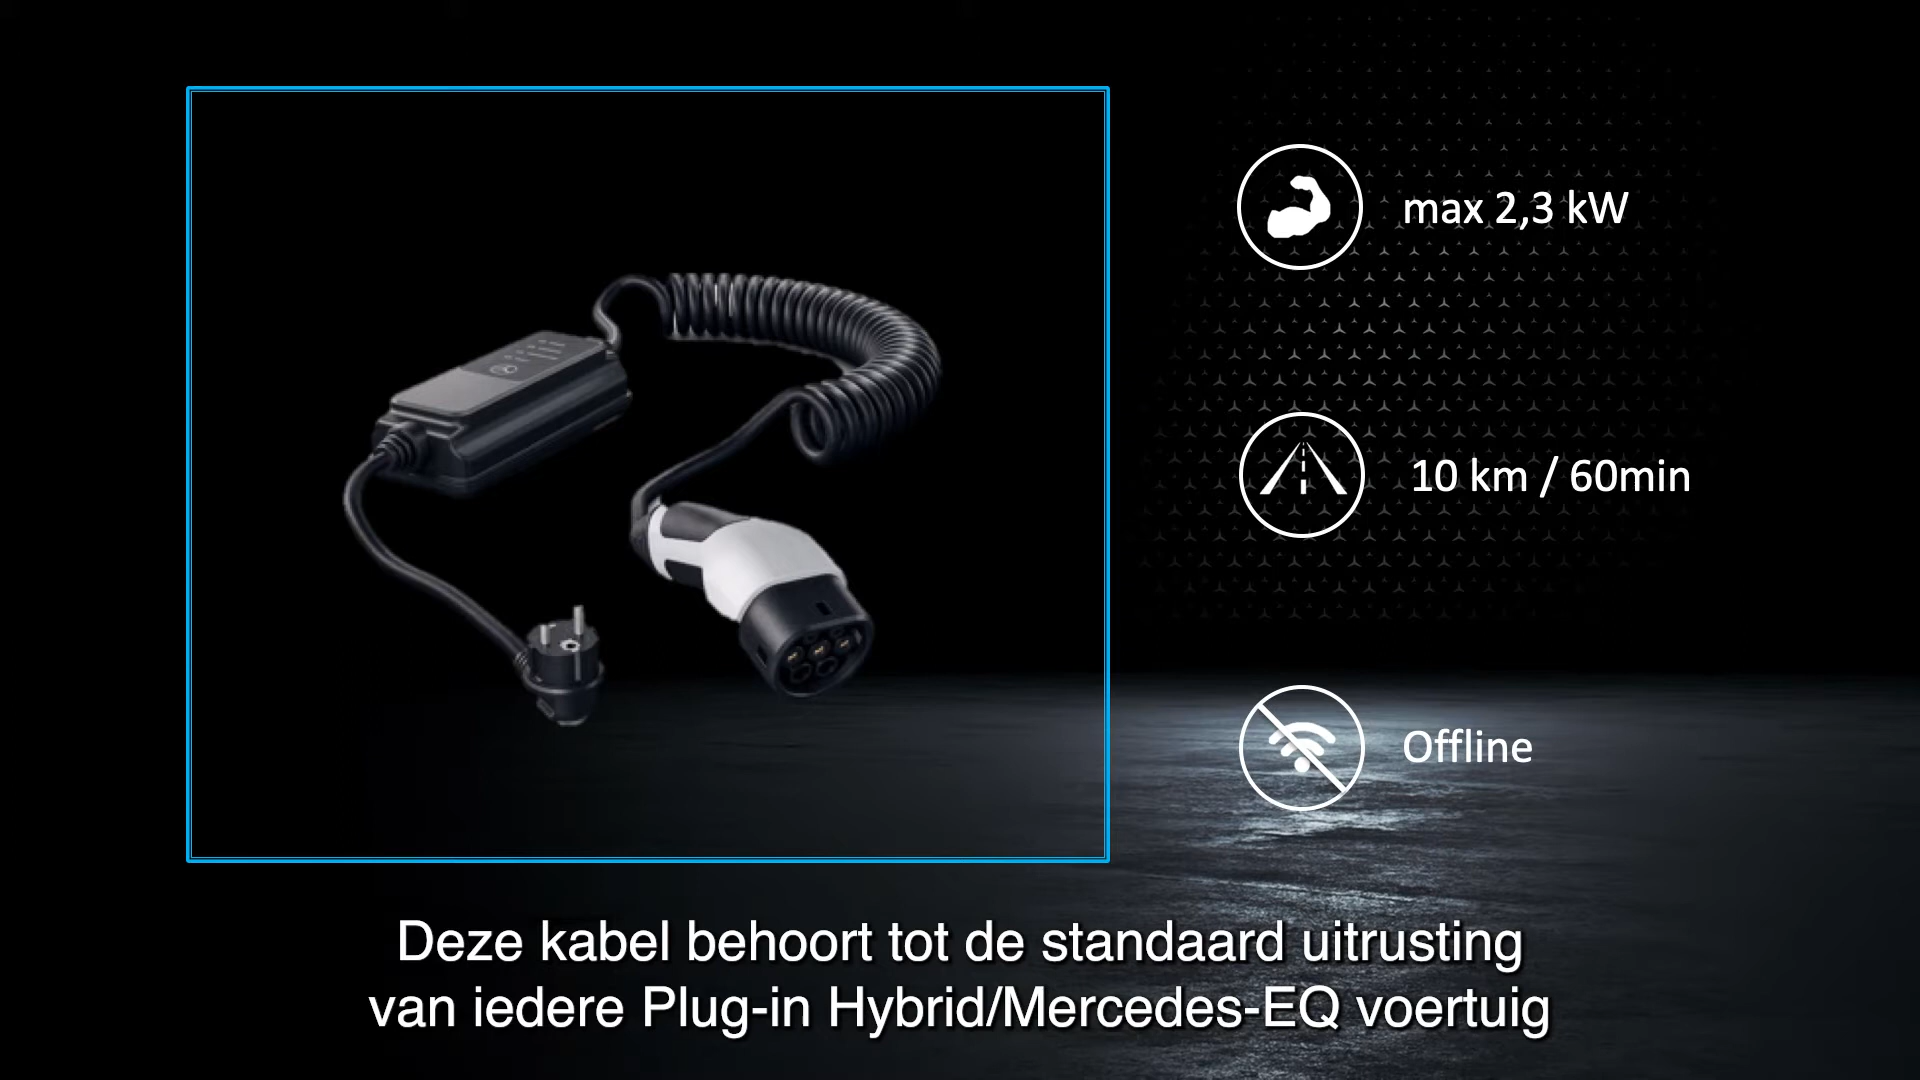 max 2,3 kW
10 km / 60min
Offline
Deze kabel behoort tot de standaard uitrusting
van iedere Plug-in Hybrid/Mercedes-EQ voertuig